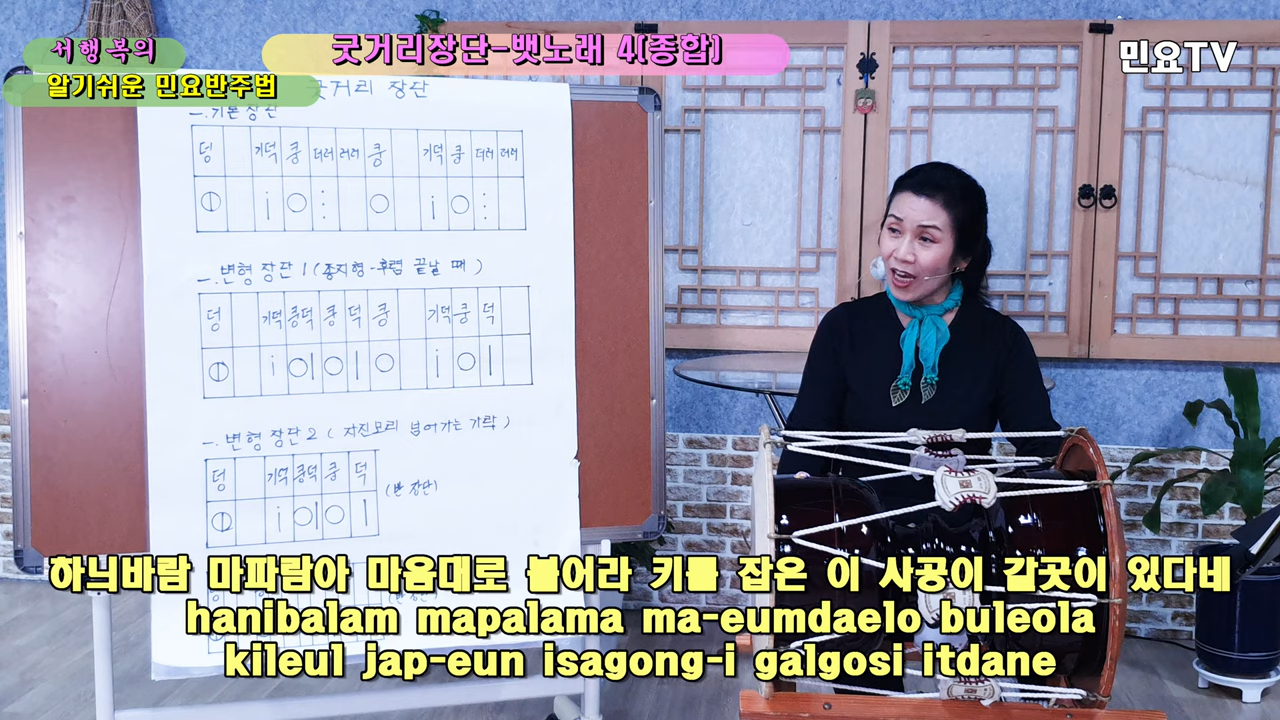 서행복의
알기쉬운 민요반주법
굿거리장단-뱃노래 4(종합)
민요TV
굿거리 장단
一. 기본장단
덩 기덕 쿵 더러 러러 쿵 기덕 쿵 더러 러러
一. 변형 장단 1 (종지형-후렴 끝날 때)
덩 기덕 쿵덕 쿵 덕 쿵 기덕 쿵 덕
一. 변형 장단 2 (자진모리 넘어가는 가락)
덩 기덕 쿵덕 쿵 덕
(반 장단)
하늬바람 마파람아 마음대로 불어라 키를 잡은 이 사공이 갈곳이 있다네
hanibalam mapalama ma-eumdaelo buleola
kileul jap-eun isagong-i galgosi itdane